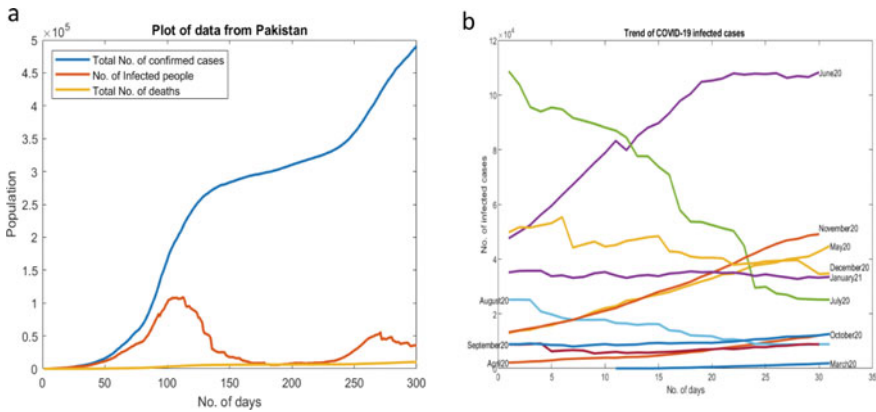 a
Plot of data from Pakistan
×10⁵
5
4.5
4
3.5
3
2.5
2
1.5
1
0.5
0
Population
Total No. of confirmed cases
No. of Infected people
Total No. of deaths
0 50 100 150 200 250 300
No. of days
b
Trend of COVID-19 infected cases
12
10
8
6
4
2
0
No. of infected cases
June20
November20
May20
December20
January21
July20
August20
October20
September20
April20
March20
0 5 10 15 20 25 30 35
No. of days